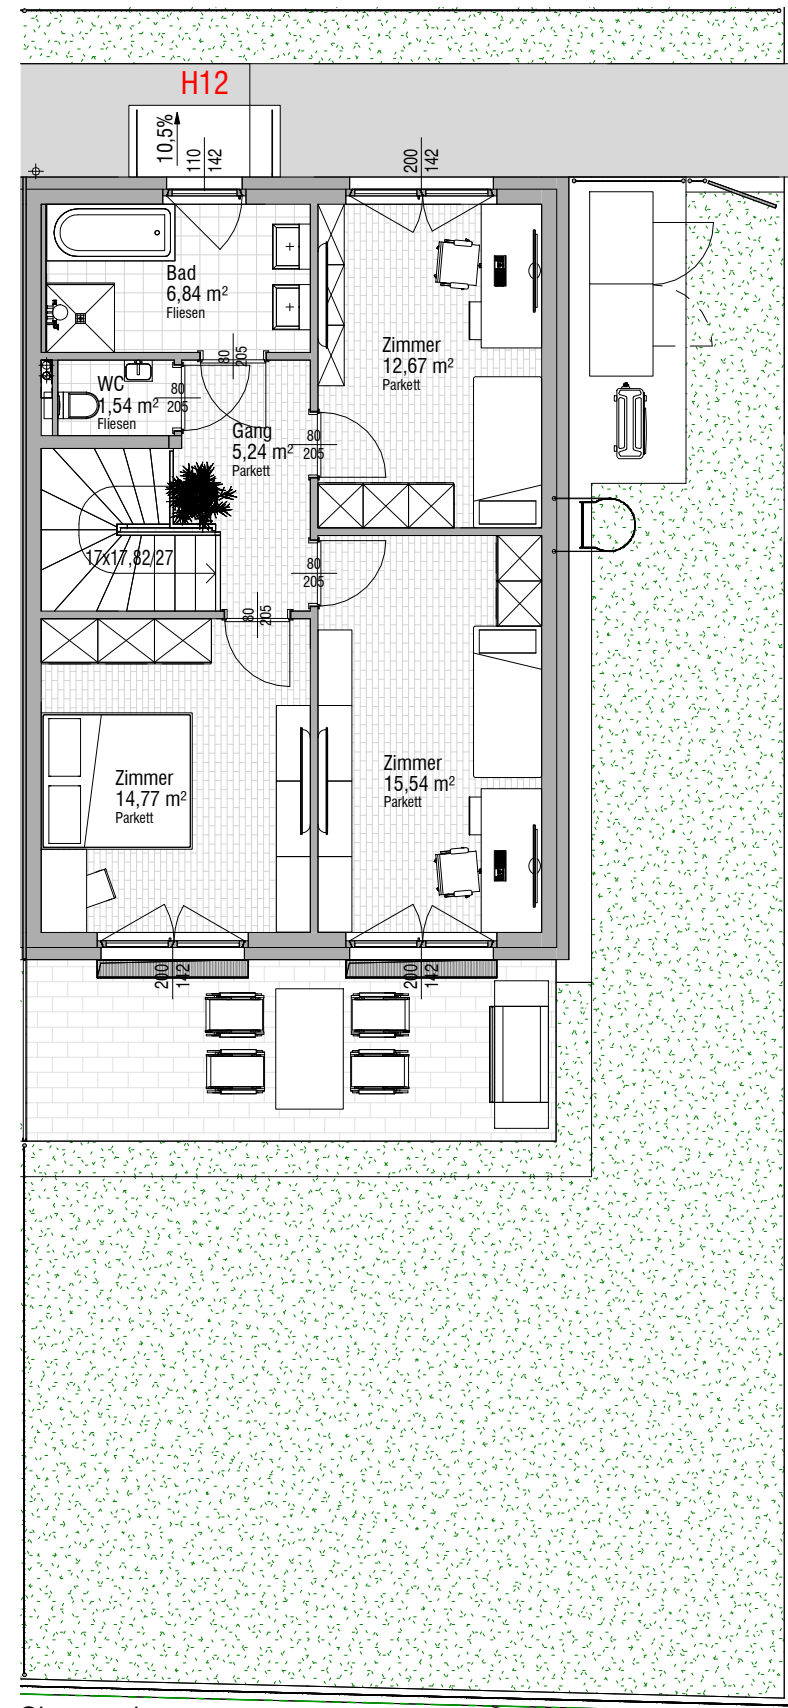 H12
10,5%
110
142
200
142
Bad
6,84 m²
Fliesen
Zimmer
12,67 m²
Parkett
80
205
WC
1,54 m²
Fliesen
80
205
Gang
5,24 m²
Parkett
80
205
17x17,82/27
80
205
80
205
Zimmer
14,77 m²
Parkett
Zimmer
15,54 m²
Parkett
200
142
200
142